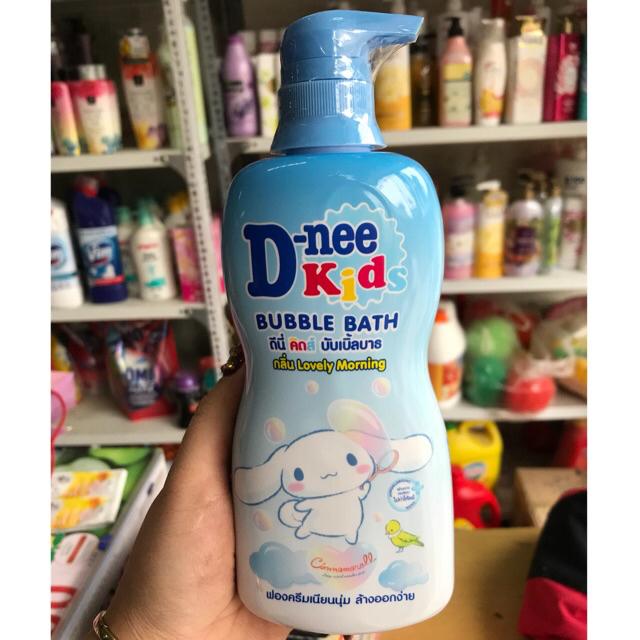 D-nee
Kids
BUBBLE BATH
ดีนี่ คิดส์ บับเบิ้ลบาธ
กลิ่น Lovely Morning
Cinnamoroll
ฟองครีมเนียนนุ่ม ล้างออกง่าย
Vim
OMO